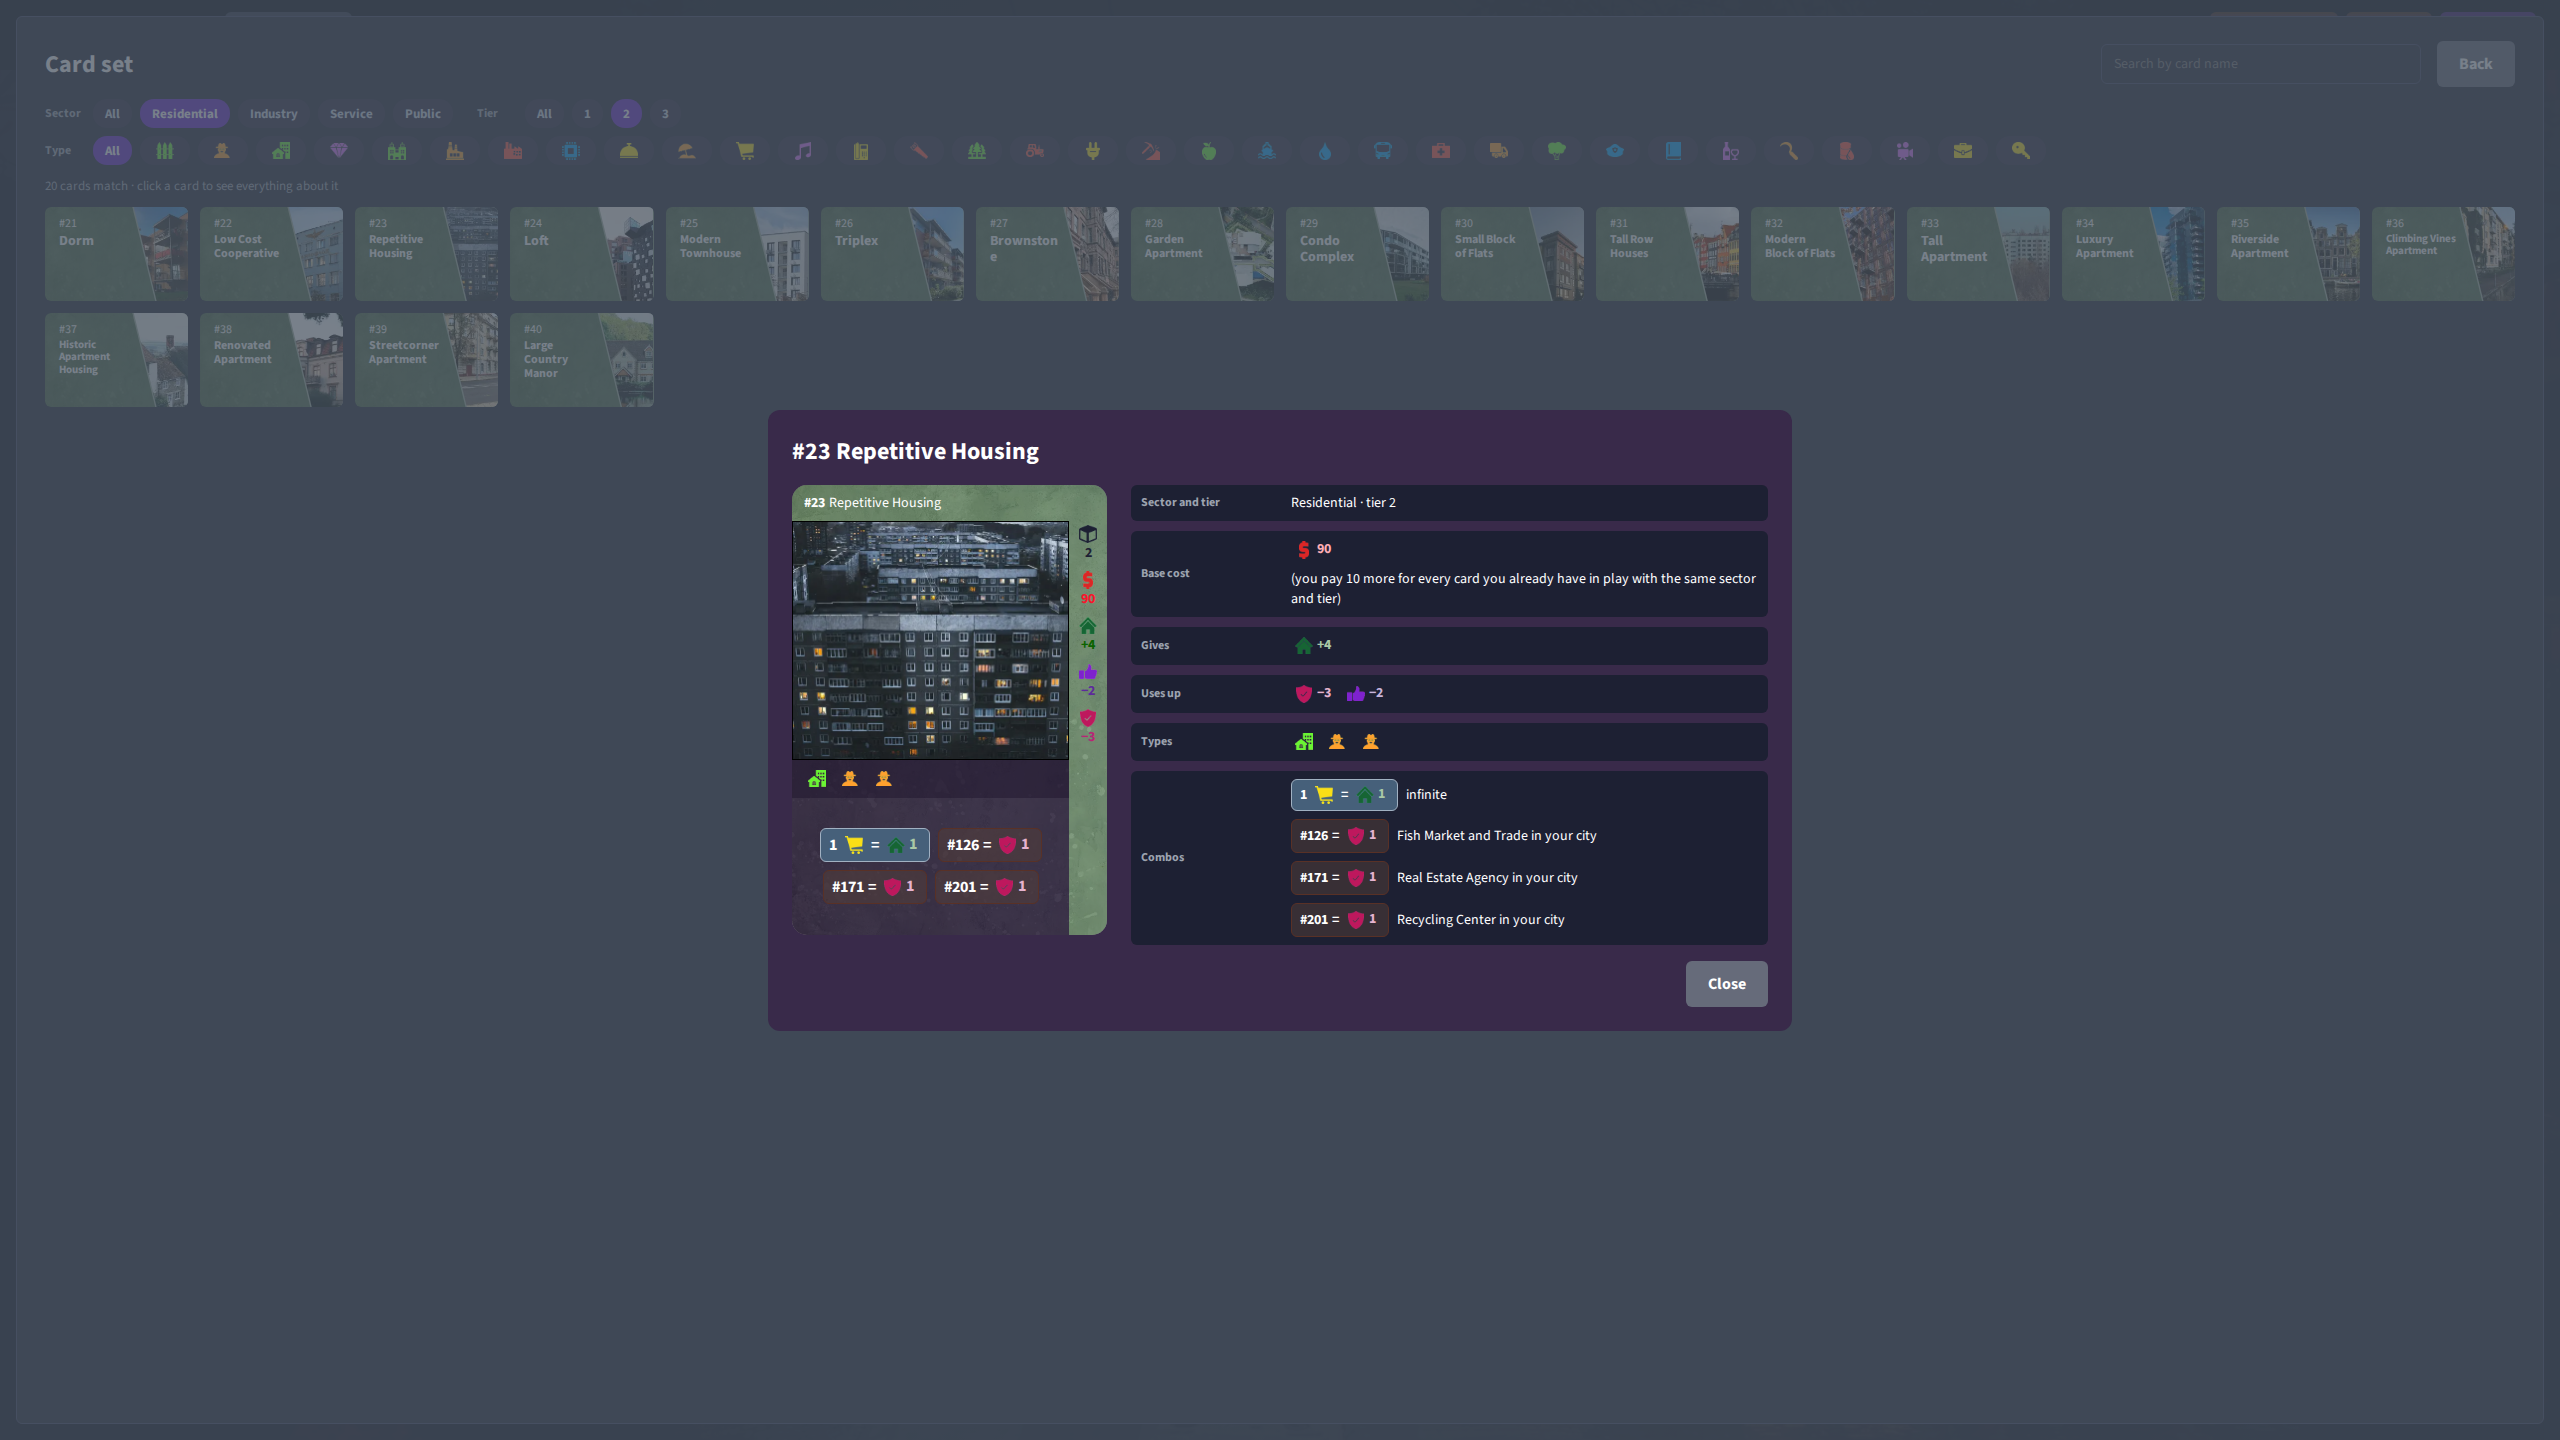 Card set
Search by card name
Back
Sector All Residential Industry Service Public Tier All 1 2 3
Type All
20 cards match · click a card to see everything about it
#21
Dorm
#22
Low Cost
Cooperative
#23
Repetitive
Housing
#24
Loft
#25
Modern
Townhouse
#26
Triplex
#27
Brownston
e
#28
Garden
Apartment
#29
Condo
Complex
#30
Small Block
of Flats
#31
Tall Row
Houses
#32
Modern
Block of Flats
#33
Tall
Apartment
#34
Luxury
Apartment
#35
Riverside
Apartment
#36
Climbing Vines
Apartment
#37
Historic
Apartment
Housing
#38
Renovated
Apartment
#39
Streetcorner
Apartment
#40
Large
Country
Manor
#23 Repetitive Housing
#23 Repetitive Housing
2
$
90
+4
−2
−3
1 = 1
#126 = 1
#171 = 1
#201 = 1
Sector and tier
Residential · tier 2
Base cost
$ 90
(you pay 10 more for every card you already have in play with the same sector
and tier)
Gives
+4
Uses up
−3 −2
Types
Combos
1 = 1 infinite
#126 = 1 Fish Market and Trade in your city
#171 = 1 Real Estate Agency in your city
#201 = 1 Recycling Center in your city
Close